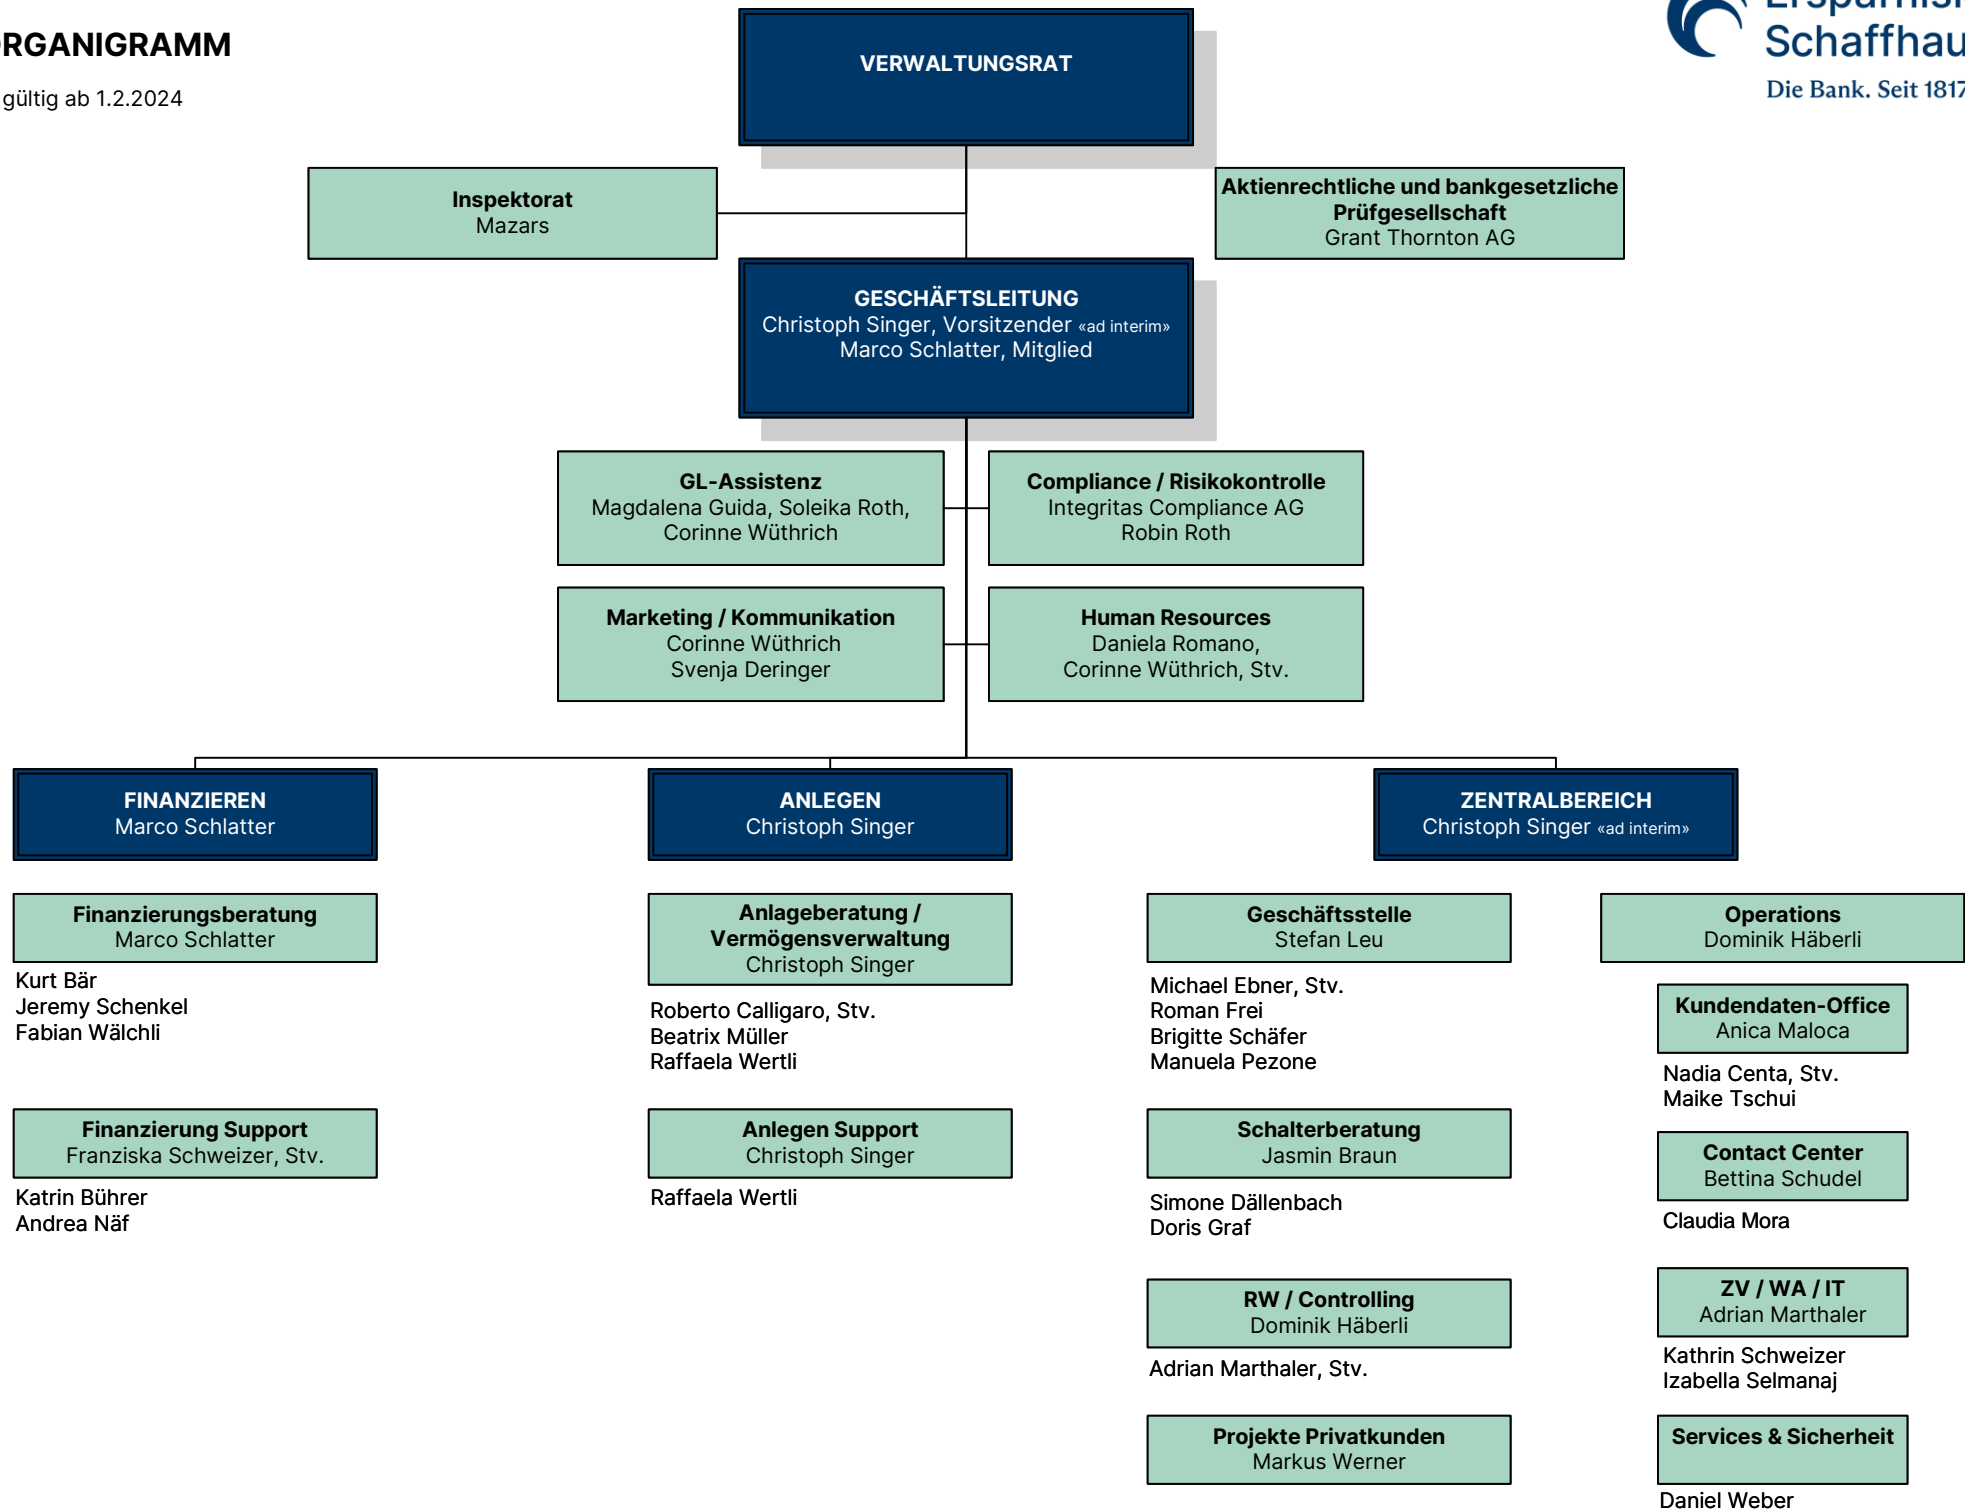 ORGANIGRAMM
gültig ab 1.2.2024
Schaffhau
Die Bank. Seit 1817
VERWALTUNGSRAT
Inspektorat
Mazars
Aktienrechtliche und bankgesetzliche
Prüfgesellschaft
Grant Thornton AG
GESCHÄFTSLEITUNG
Christoph Singer, Vorsitzender «ad interim»
Marco Schlatter, Mitglied
GL-Assistenz
Magdalena Guida, Soleika Roth,
Corinne Wüthrich
Compliance / Risikokontrolle
Integritas Compliance AG
Robin Roth
Marketing / Kommunikation
Corinne Wüthrich
Svenja Deringer
Human Resources
Daniela Romano,
Corinne Wüthrich, Stv.
FINANZIEREN
Marco Schlatter
Finanzierungsberatung
Marco Schlatter
Kurt Bär
Jeremy Schenkel
Fabian Wälchli
Finanzierung Support
Franziska Schweizer, Stv.
Katrin Bührer
Andrea Näf
ANLEGEN
Christoph Singer
Anlageberatung /
Vermögensverwaltung
Christoph Singer
Roberto Calligaro, Stv.
Beatrix Müller
Raffaela Wertli
Anlegen Support
Christoph Singer
Raffaela Wertli
ZENTRALBEREICH
Christoph Singer «ad interim»
Geschäftsstelle
Stefan Leu
Michael Ebner, Stv.
Roman Frei
Brigitte Schäfer
Manuela Pezone
Schalterberatung
Jasmin Braun
Simone Dällenbach
Doris Graf
RW / Controlling
Dominik Häberli
Adrian Marthaler, Stv.
Projekte Privatkunden
Markus Werner
Operations
Dominik Häberli
Kundendaten-Office
Anica Maloca
Nadia Centa, Stv.
Maike Tschui
Contact Center
Bettina Schudel
Claudia Mora
ZV / WA / IT
Adrian Marthaler
Kathrin Schweizer
Izabella Selmanaj
Services & Sicherheit
Daniel Weber